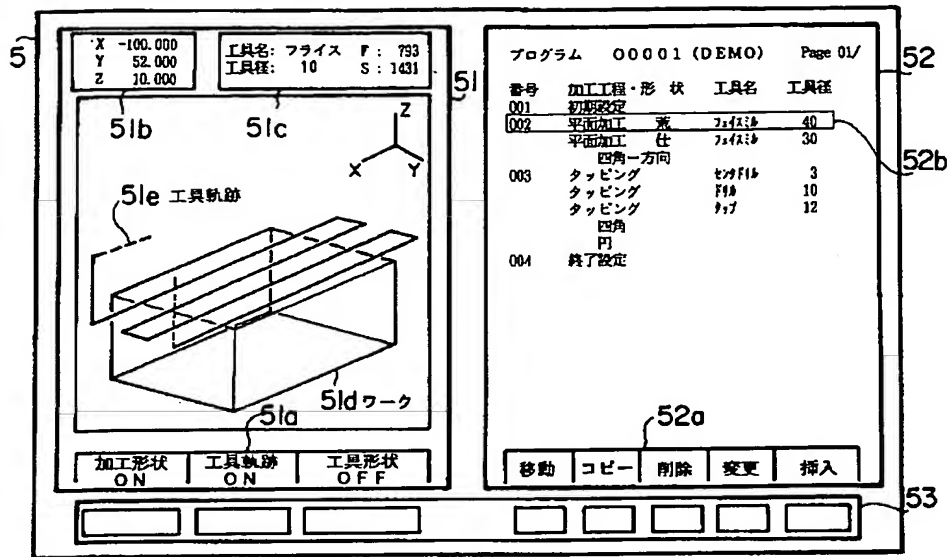 5
X -100.000
Y 52.000
Z 10.000
工具名: フライス F: 793
工具径: 10 S: 1431
51
51b
51c
Z
X
Y
51e 工具軌跡
51d ワーク
51a
加工形状 ON
工具軌跡 ON
工具形状 OFF
プログラム O0001 (DEMO) Page 01/
52
番号 加工工程・形状 工具名 工具径
001 初期設定
002 平面加工 荒 フェイスミル 40
52b
平面加工 仕 フェイスミル 30
四角一方向
003 タッピング センタドリル 3
タッピング ドリル 10
タッピング タップ 12
四角
円
004 終了設定
52a
移動 コピー 削除 変更 挿入
53